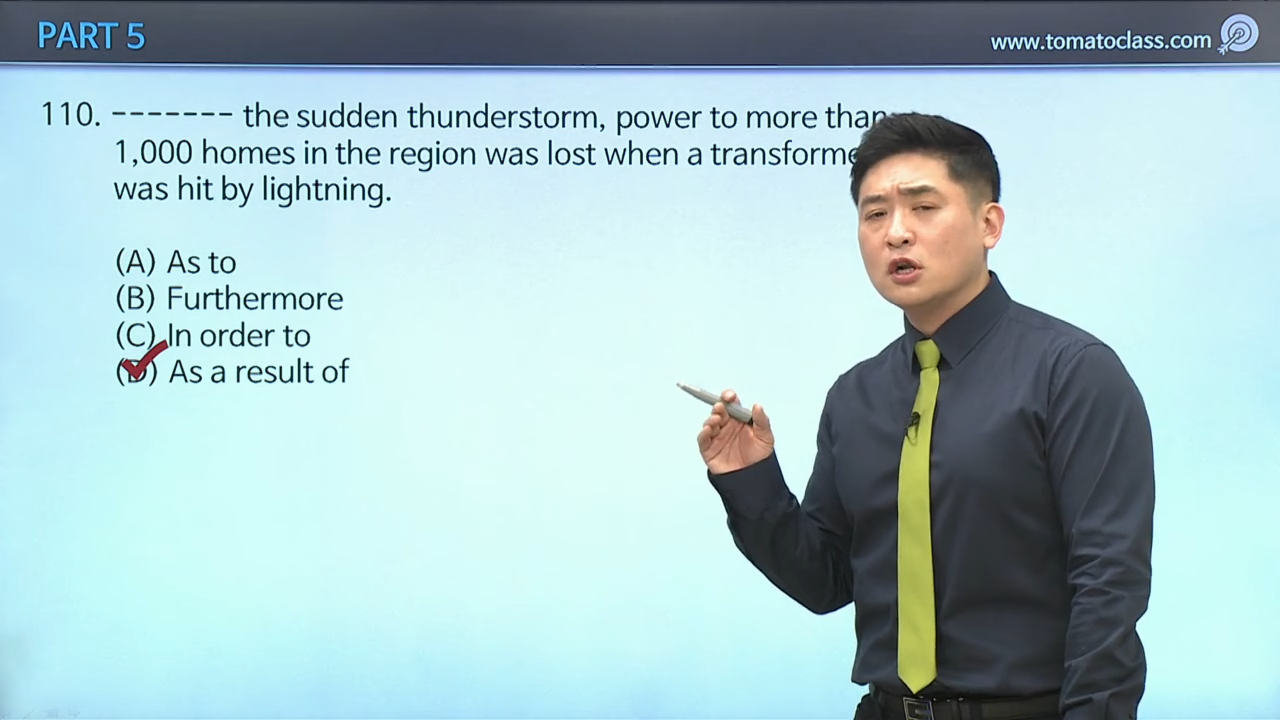 PART 5
www.tomatoclass.com
110. ------- the sudden thunderstorm, power to more than
1,000 homes in the region was lost when a transforme
was hit by lightning.
(A) As to
(B) Furthermore
(C) In order to
(D) As a result of